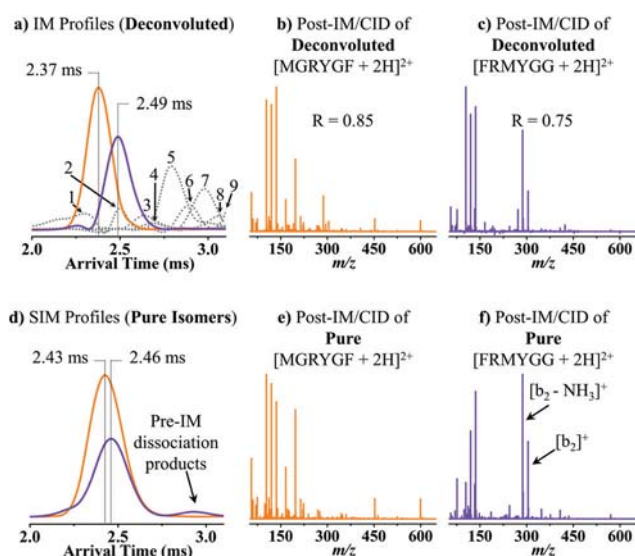 a) IM Profiles (Deconvoluted)
2.37 ms
2.49 ms
1
2
3
4
5
6
7
8
9
2.0 2.5 3.0
Arrival Time (ms)
b) Post-IM/CID of
Deconvoluted
[MGRYGF + 2H]²⁺
R = 0.85
150 300 450 600
m/z
c) Post-IM/CID of
Deconvoluted
[FRMYGG + 2H]²⁺
R = 0.75
150 300 450 600
m/z
d) SIM Profiles (Pure Isomers)
2.43 ms
2.46 ms
Pre-IM
dissociation
products
2.0 2.5 3.0
Arrival Time (ms)
e) Post-IM/CID of
Pure
[MGRYGF + 2H]²⁺
150 300 450 600
m/z
f) Post-IM/CID of
Pure
[FRMYGG + 2H]²⁺
[b₂ - NH₃]⁺
[b₂]⁺
150 300 450 600
m/z